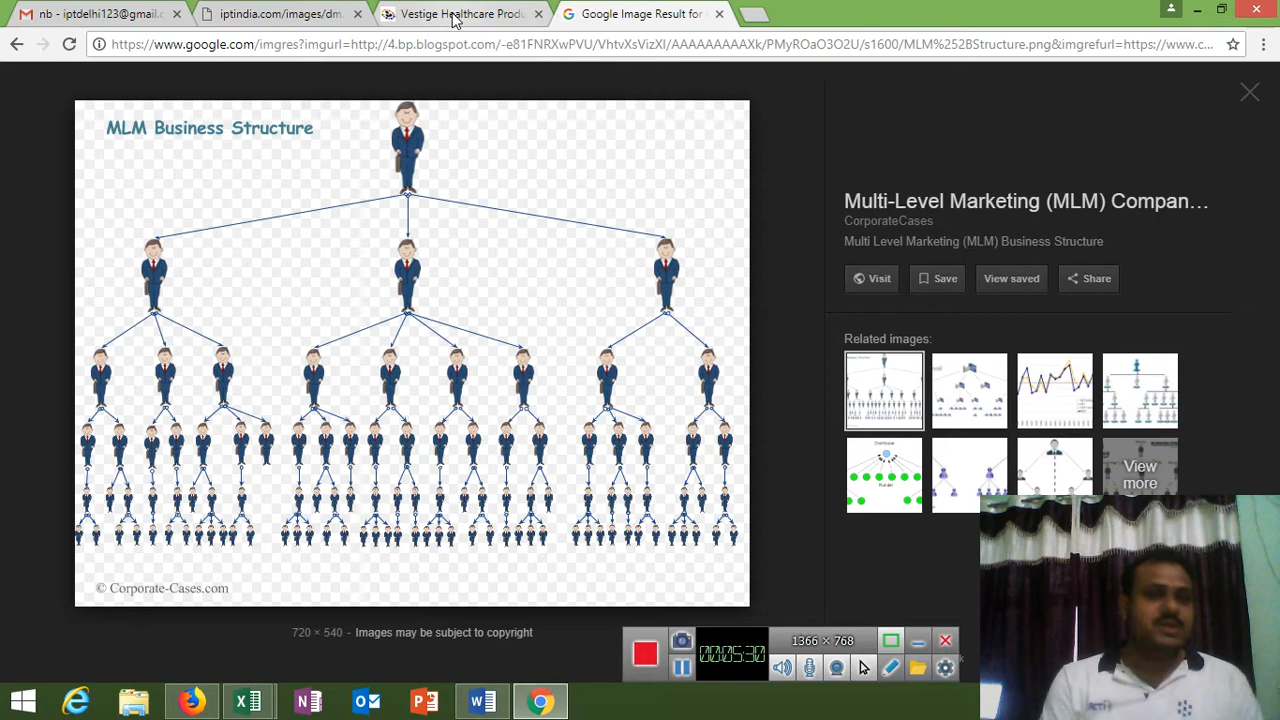 nb - iptdelhi123@gmail.c
iptindia.com/images/dm.
Vestige Healthcare Produ
Google Image Result for
https://www.google.com/imgres?imgurl=http://4.bp.blogspot.com/-e81FNRXwPVU/VhtvXsVizXI/AAAAAAAAAXk/PMyROaO3O2U/s1600/MLM%252BStructure.png&imgrefurl=https://www.c...
MLM Business Structure
© Corporate-Cases.com
720 × 540 - Images may be subject to copyright
Multi-Level Marketing (MLM) Compan...
CorporateCases
Multi Level Marketing (MLM) Business Structure
Visit
Save
View saved
Share
Related images:
View
more
00:05:30
1366 × 768